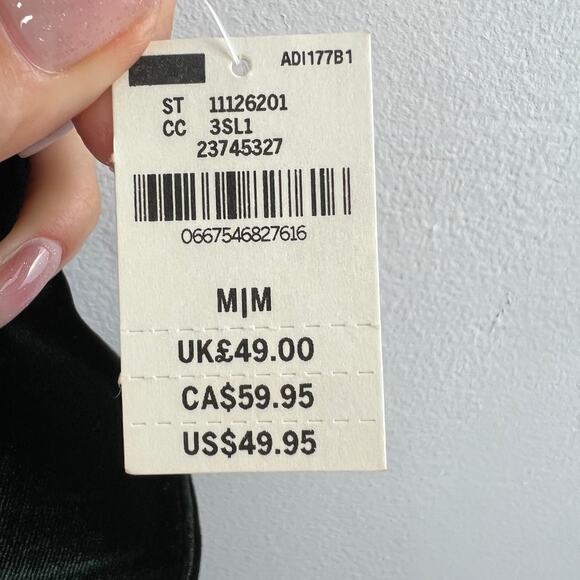 ADI177B1
ST 11126201
CC 3SL1
23745327
0667546827616
M|M
UK£49.00
CA$59.95
US$49.95